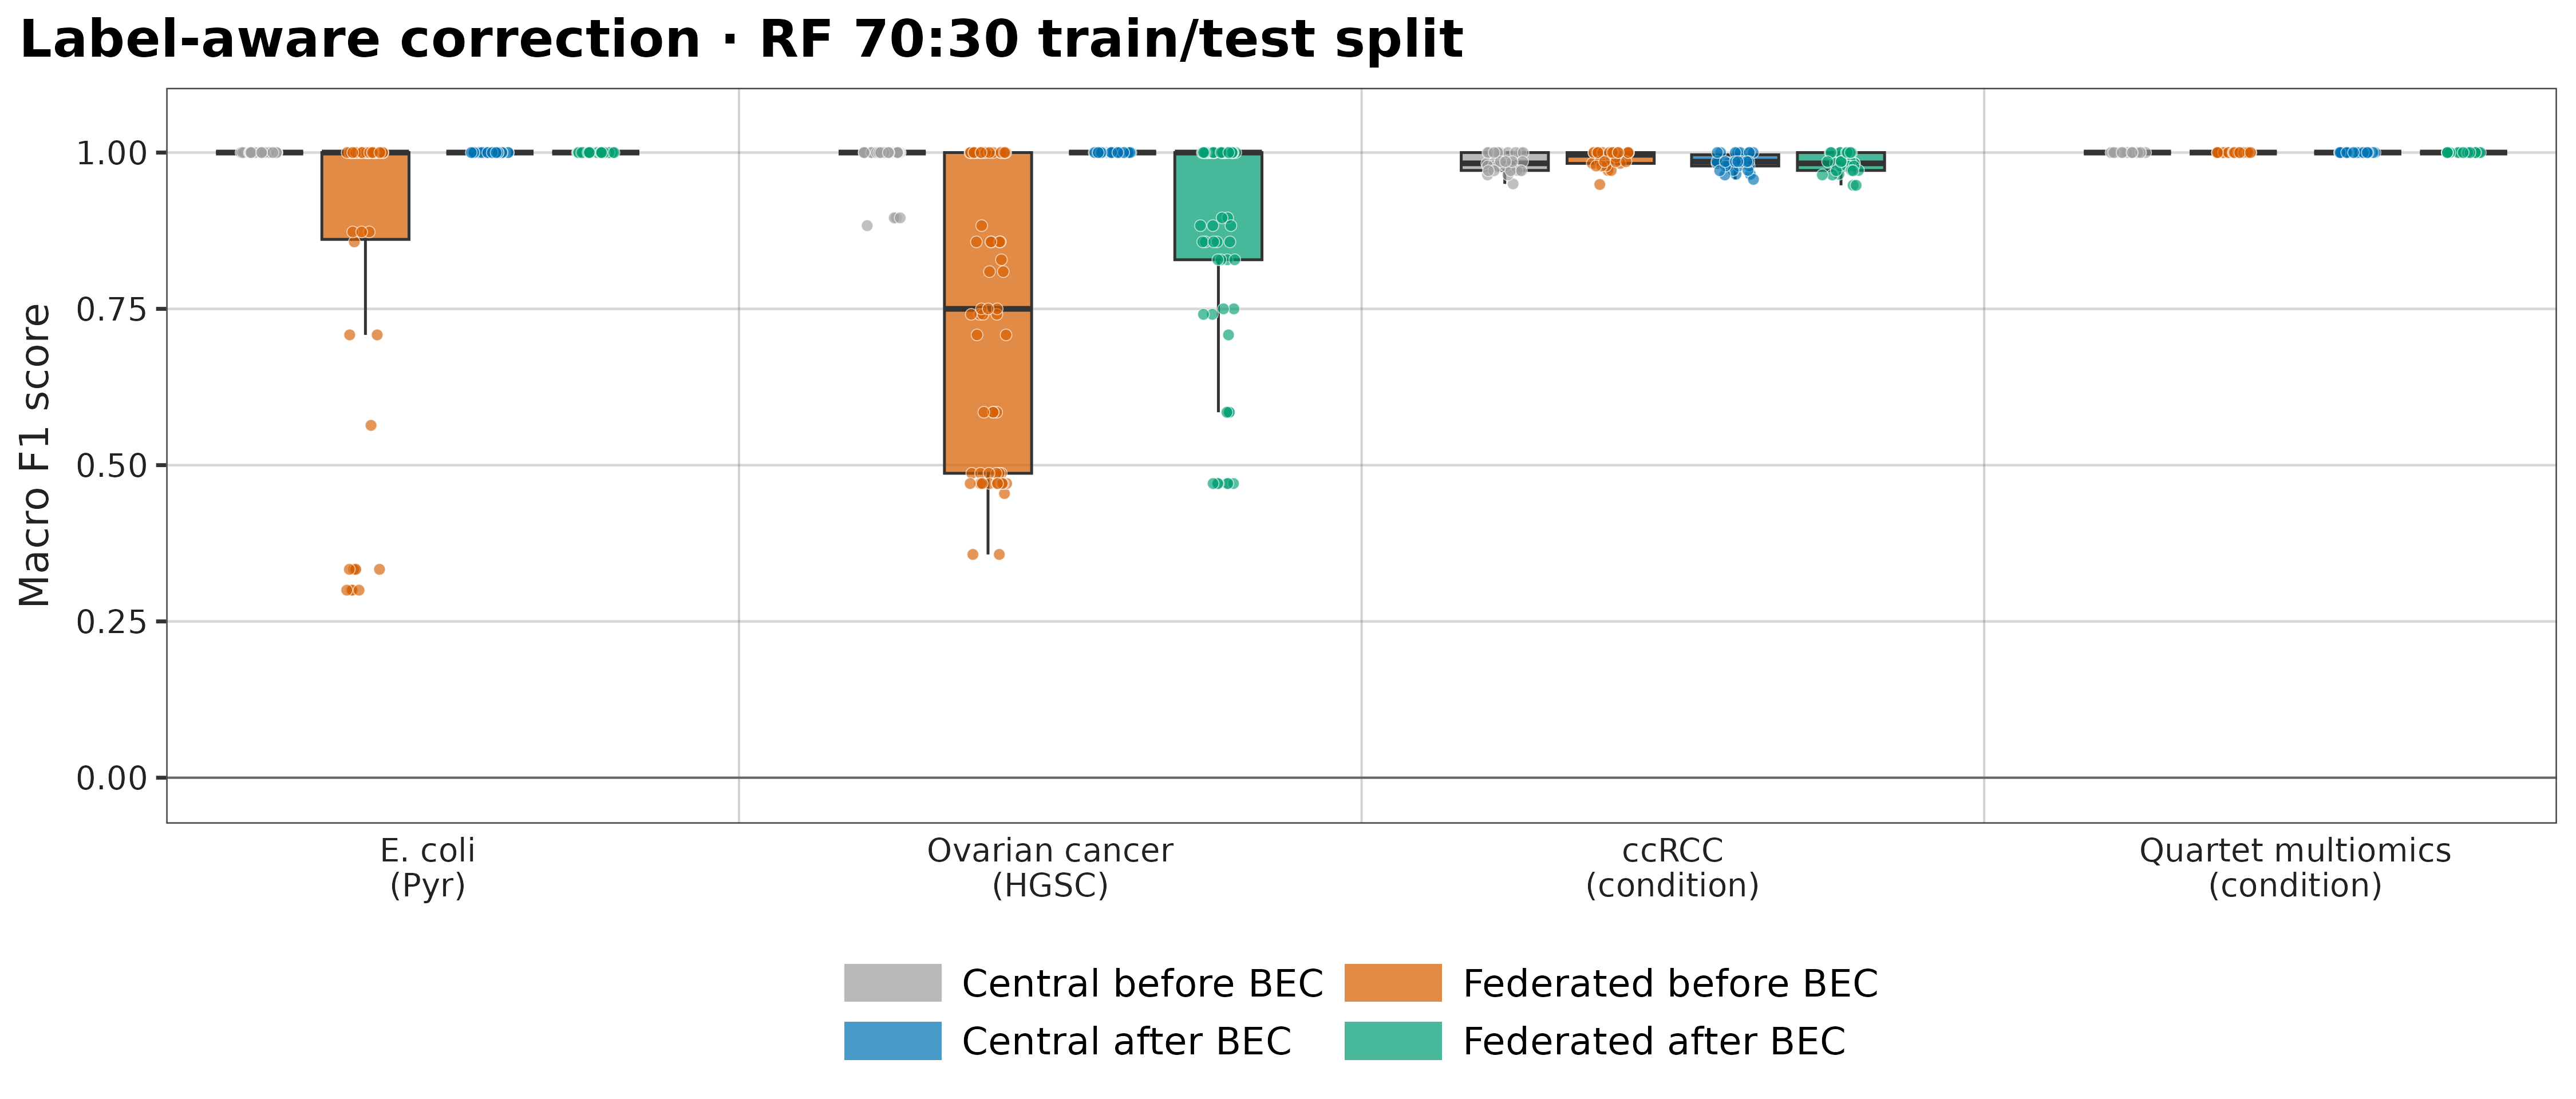 Label-aware correction · RF 70:30 train/test split
Macro F1 score
1.00
0.75
0.50
0.25
0.00
E. coli
(Pyr)
Ovarian cancer
(HGSC)
ccRCC
(condition)
Quartet multiomics
(condition)
Central before BEC
Federated before BEC
Central after BEC
Federated after BEC